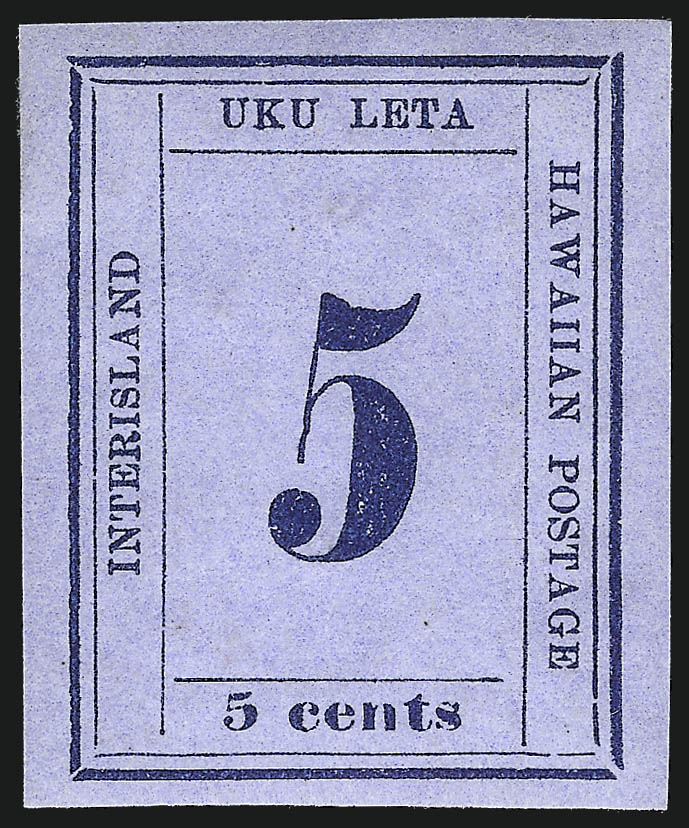 UKU LETA
INTERISLAND
5
HAWAIIAN POSTAGE
5 cents